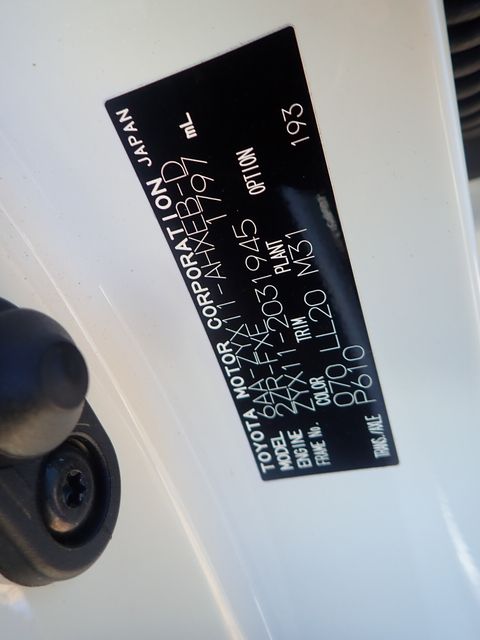 TOYOTA MOTOR CORPORATION JAPAN
MODEL 6AA-ZYX11-AHXEB-D
ENGINE 2ZR-FXE 1797 mL
FRAME No. ZYX11-2031945
COLOR TRIM PLANT OPTION
070 LL20 M31 193
TRANS./AXLE P610